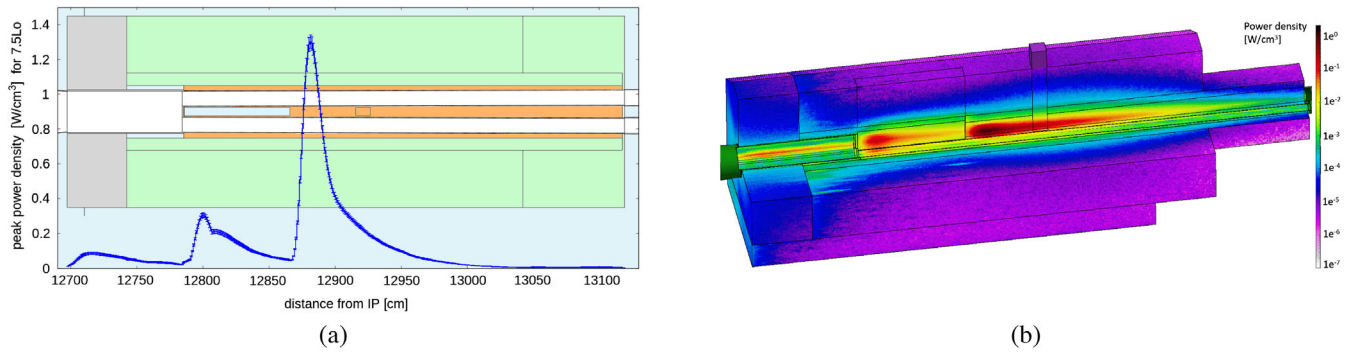 peak power density [W/cm³] for 7.5Lo
1.4
1.2
1
0.8
0.6
0.4
0.2
0
12700 12750 12800 12850 12900 12950 13000 13050 13100
distance from IP [cm]
(a)
Power density
[W/cm³]
1e⁰
1e⁻¹
1e⁻²
1e⁻³
1e⁻⁴
1e⁻⁵
1e⁻⁶
1e⁻⁷
(b)